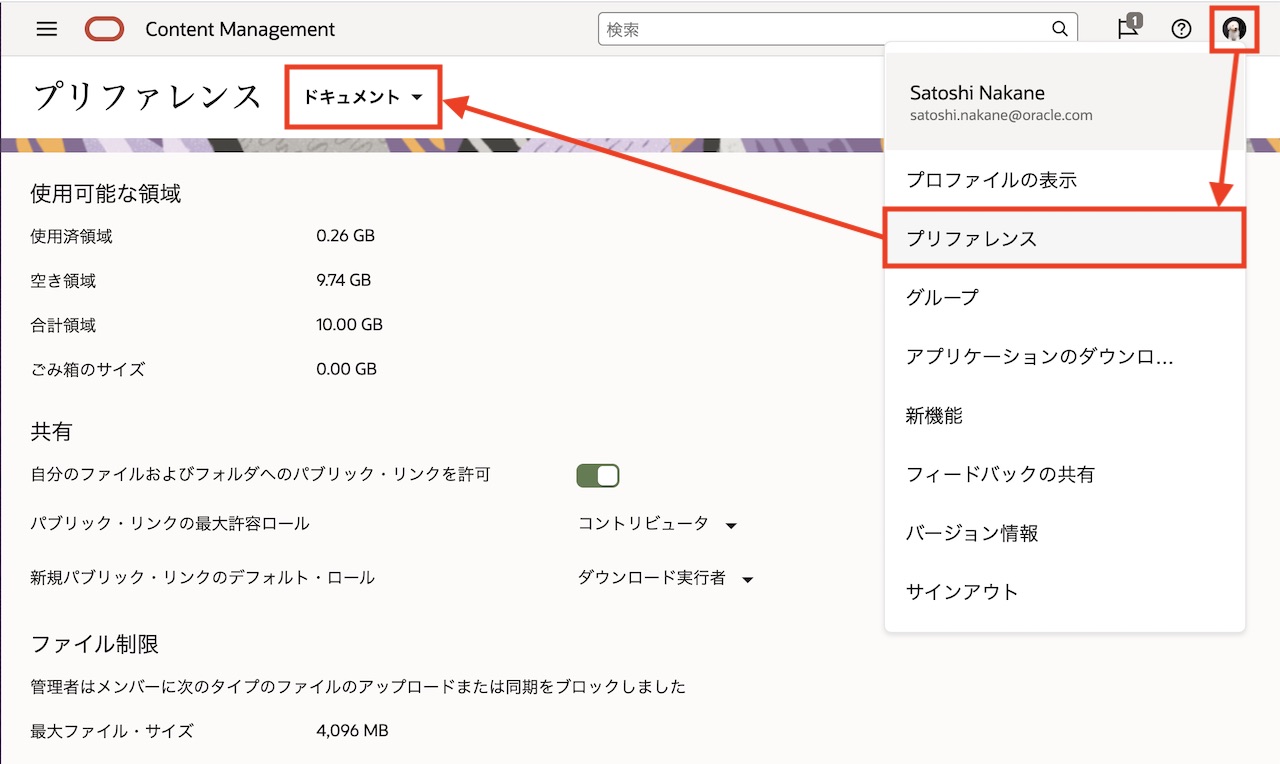 Content Management
検索
1
プリファレンス
ドキュメント
Satoshi Nakane
satoshi.nakane@oracle.com
プロファイルの表示
プリファレンス
グループ
アプリケーションのダウンロ...
新機能
フィードバックの共有
バージョン情報
サインアウト
使用可能な領域
使用済領域 0.26 GB
空き領域 9.74 GB
合計領域 10.00 GB
ごみ箱のサイズ 0.00 GB
共有
自分のファイルおよびフォルダへのパブリック・リンクを許可
パブリック・リンクの最大許容ロール コントリビュータ
新規パブリック・リンクのデフォルト・ロール ダウンロード実行者
ファイル制限
管理者はメンバーに次のタイプのファイルのアップロードまたは同期をブロックしました
最大ファイル・サイズ 4,096 MB